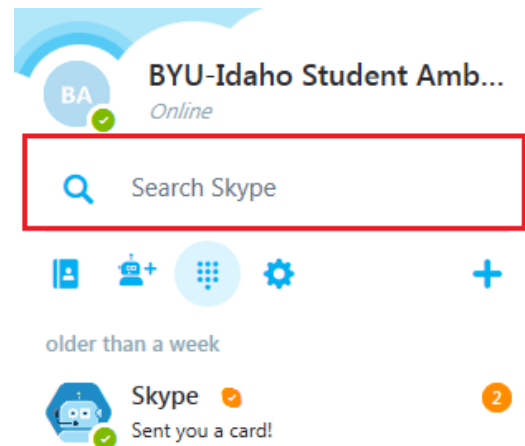 BA
BYU-Idaho Student Amb...
Online
Search Skype
older than a week
Skype
2
Sent you a card!